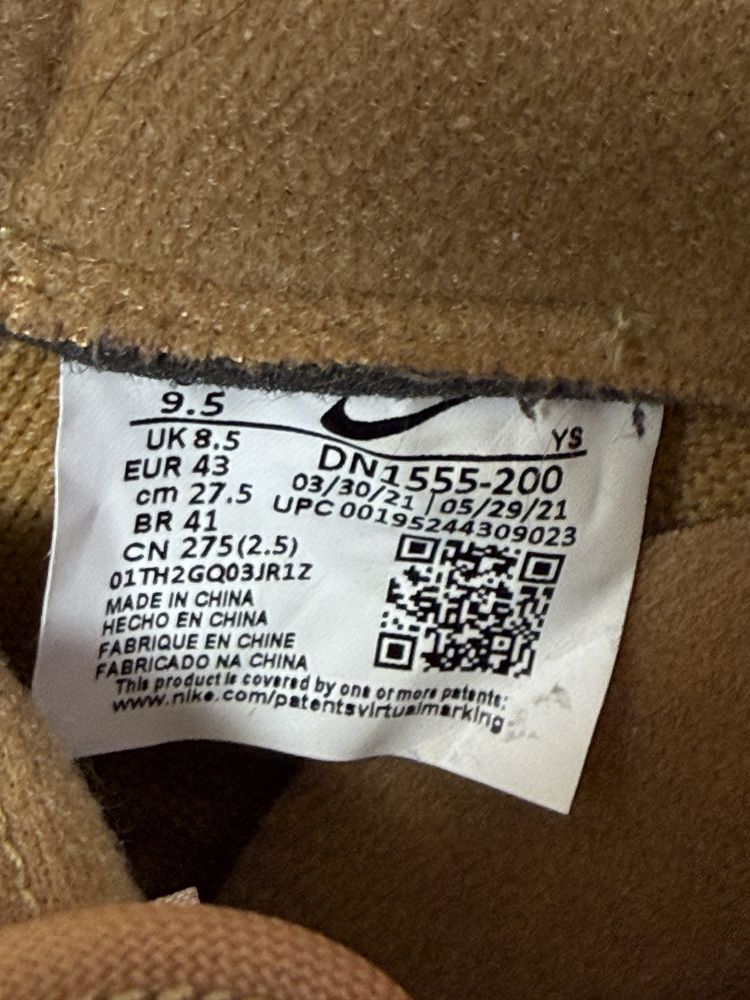 9.5
UK 8.5
EUR 43
cm 27.5
BR 41
CN 275(2.5)
01TH2GQ03JR1Z
MADE IN CHINA
HECHO EN CHINA
FABRIQUE EN CHINE
FABRICADO NA CHINA
YS
DN1555-200
03/30/21 | 05/29/21
UPC 00195244309023
This product is covered by one or more patents:
www.nike.com/patentsvirtualmarking